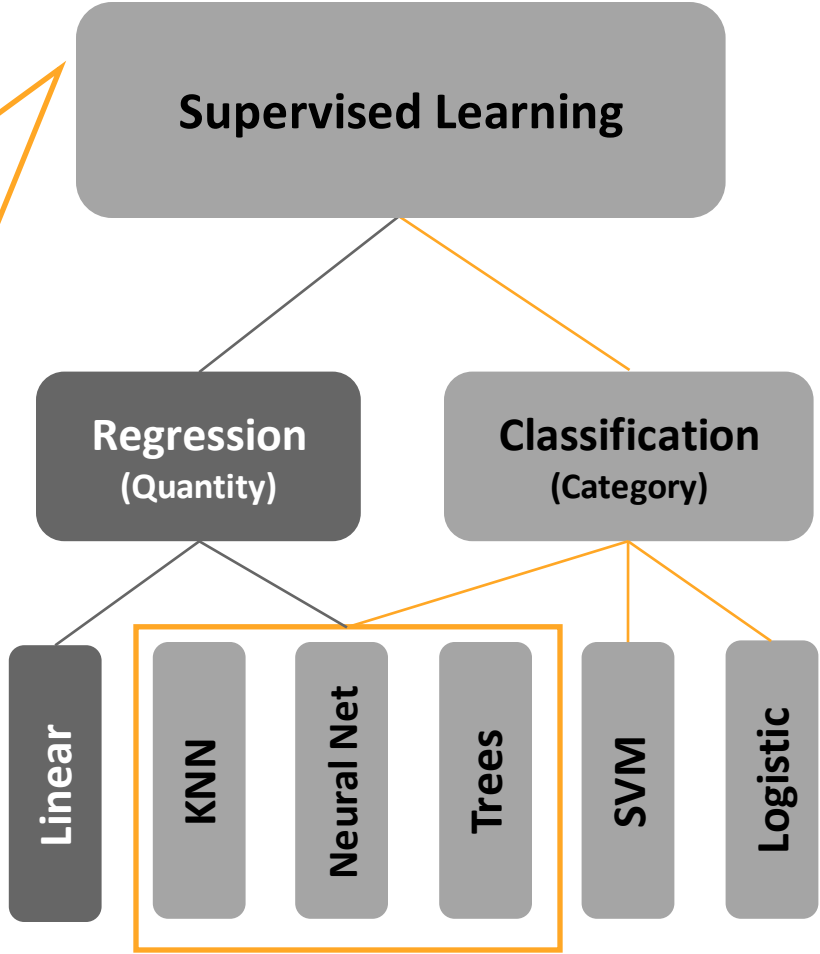 Supervised Learning
Regression
(Quantity)
Classification
(Category)
Linear
KNN
Neural Net
Trees
SVM
Logistic